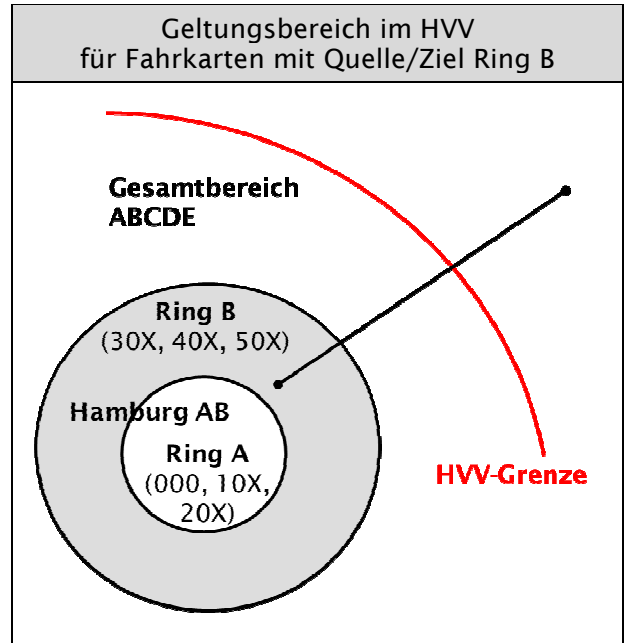 Geltungsbereich im HVV
für Fahrkarten mit Quelle/Ziel Ring B
Gesamtbereich
ABCDE
Ring B
(30X, 40X, 50X)
Hamburg AB
Ring A
(000, 10X,
20X)
HVV-Grenze